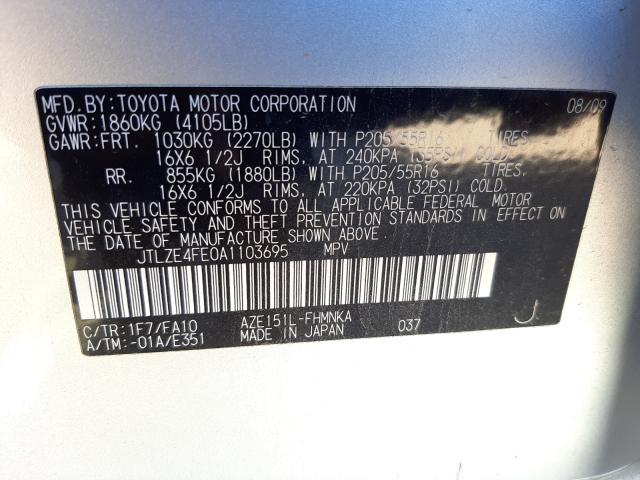 MFD.BY:TOYOTA MOTOR CORPORATION 08/09
GVWR:1860KG (4105LB)
GAWR:FRT. 1030KG (2270LB) WITH P205/55R16 TIRES
16X6 1/2J RIMS, AT 240KPA (35PSI) COLD
RR. 855KG (1880LB) WITH P205/55R16 TIRES,
16X6 1/2J RIMS, AT 220KPA (32PSI) COLD
THIS VEHICLE CONFORMS TO ALL APPLICABLE FEDERAL MOTOR
VEHICLE SAFETY AND THEFT PREVENTION STANDARDS IN EFFECT ON
THE DATE OF MANUFACTURE SHOWN ABOVE.
JTLZE4FE0A1103695 MPV
C/TR:1F7/FA10 AZE151L-FHMNKA
A/TM:-01A/E351 MADE IN JAPAN 037 J